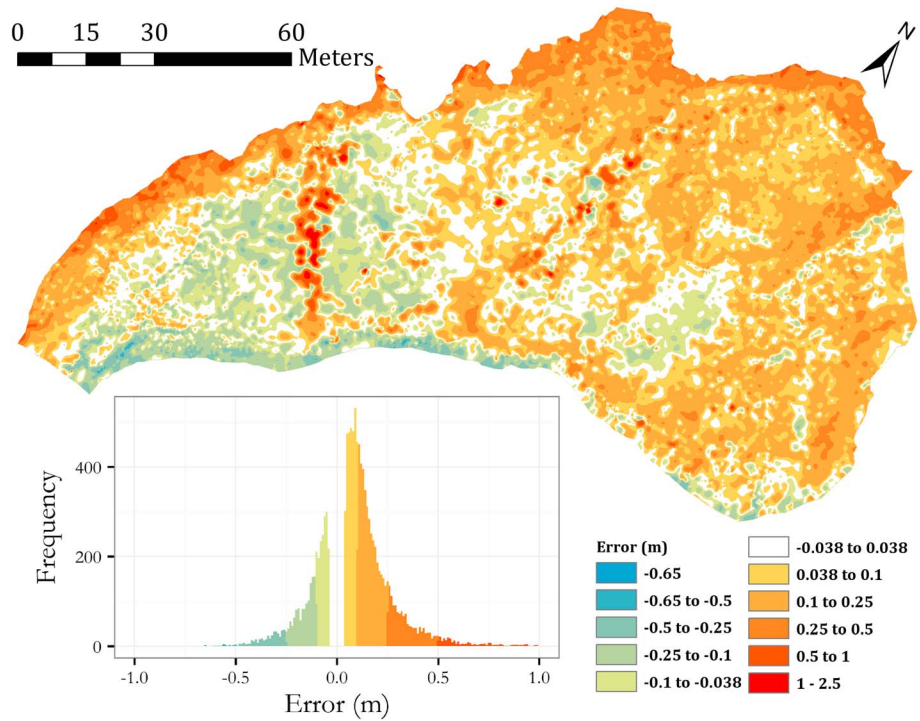 0 15 30 60
Meters
N
400
200
0
Frequency
-1.0 -0.5 0.0 0.5 1.0
Error (m)
Error (m)
-0.65
-0.65 to -0.5
-0.5 to -0.25
-0.25 to -0.1
-0.1 to -0.038
-0.038 to 0.038
0.038 to 0.1
0.1 to 0.25
0.25 to 0.5
0.5 to 1
1 - 2.5